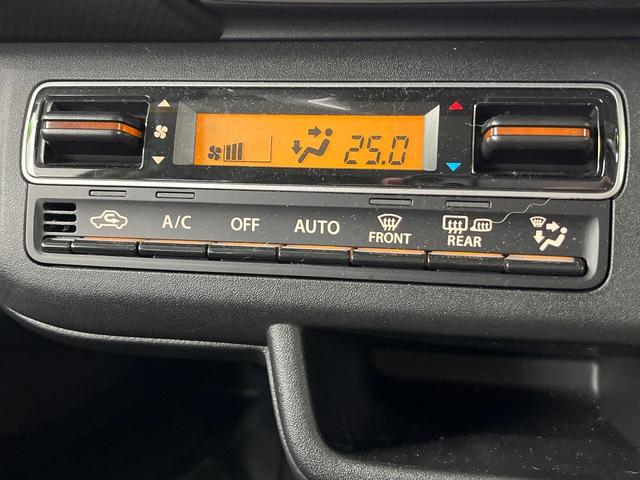 25.0
A/C OFF AUTO FRONT REAR